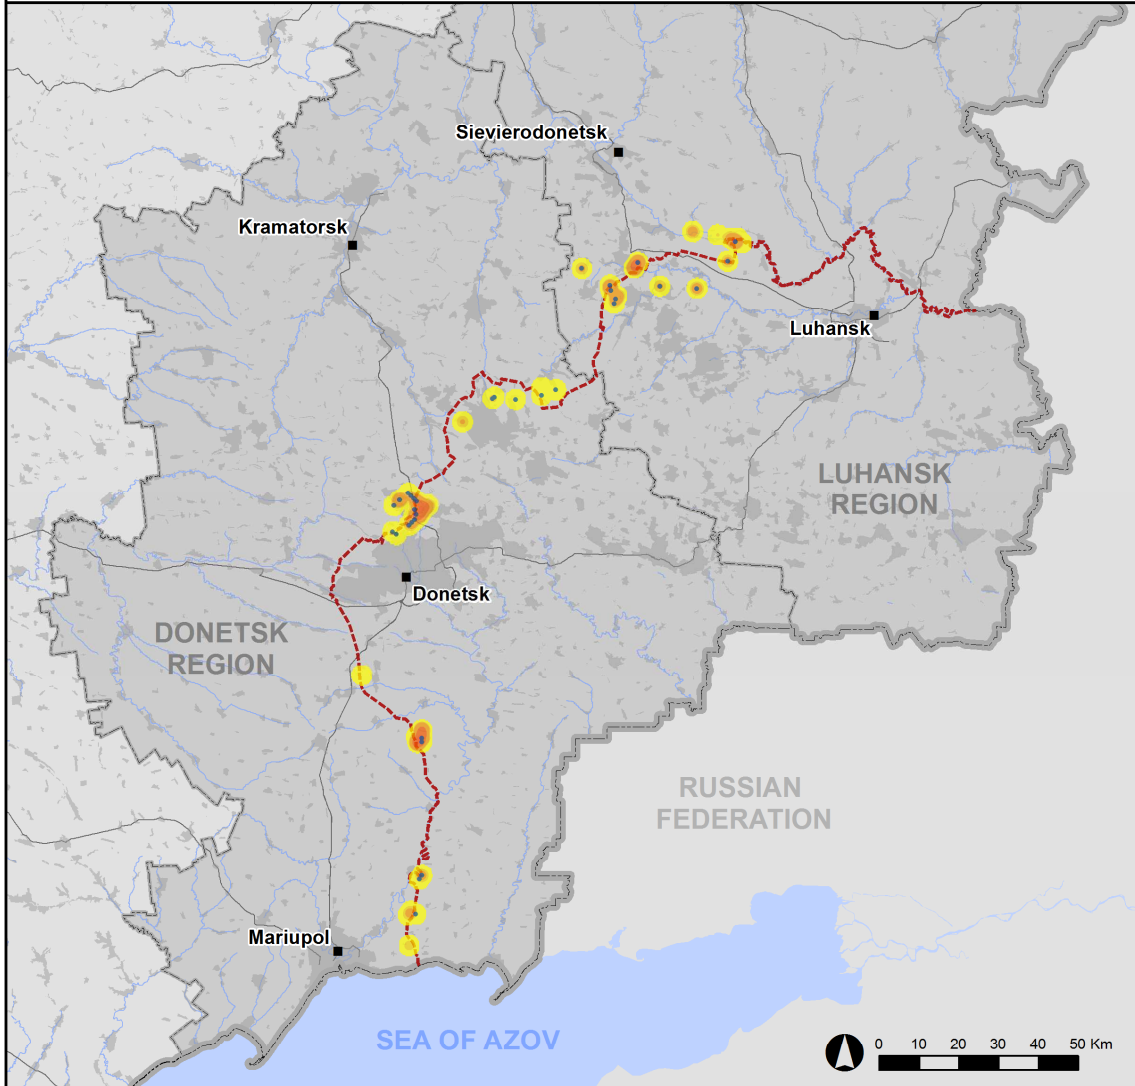 Sievierodonetsk
Kramatorsk
Luhansk
LUHANSK
REGION
Donetsk
DONETSK
REGION
RUSSIAN
FEDERATION
Mariupol
SEA OF AZOV
0 10 20 30 40 50 Km